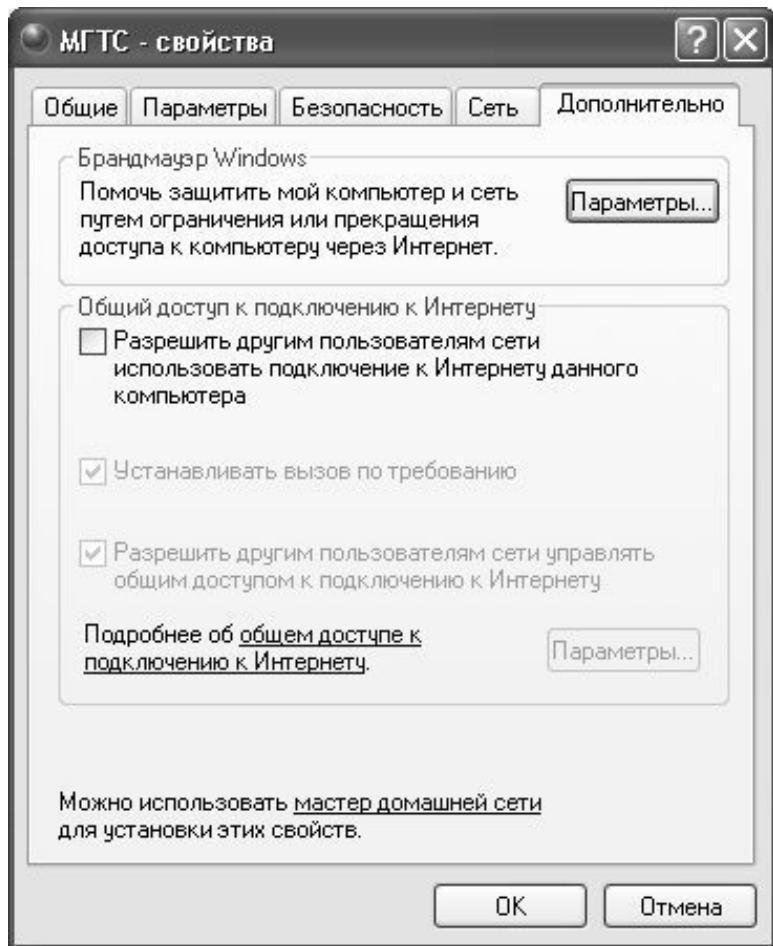 МГТС - свойства
Общие Параметры Безопасность Сеть Дополнительно
Брандмауэр Windows
Помочь защитить мой компьютер и сеть
путем ограничения или прекращения
доступа к компьютеру через Интернет.
Параметры...
Общий доступ к подключению к Интернету
Разрешить другим пользователям сети
использовать подключение к Интернету данного
компьютера
Устанавливать вызов по требованию
Разрешить другим пользователям сети управлять
общим доступом к подключению к Интернету
Подробнее об общем доступе к
подключению к Интернету.
Параметры...
Можно использовать мастер домашней сети
для установки этих свойств.
OK Отмена